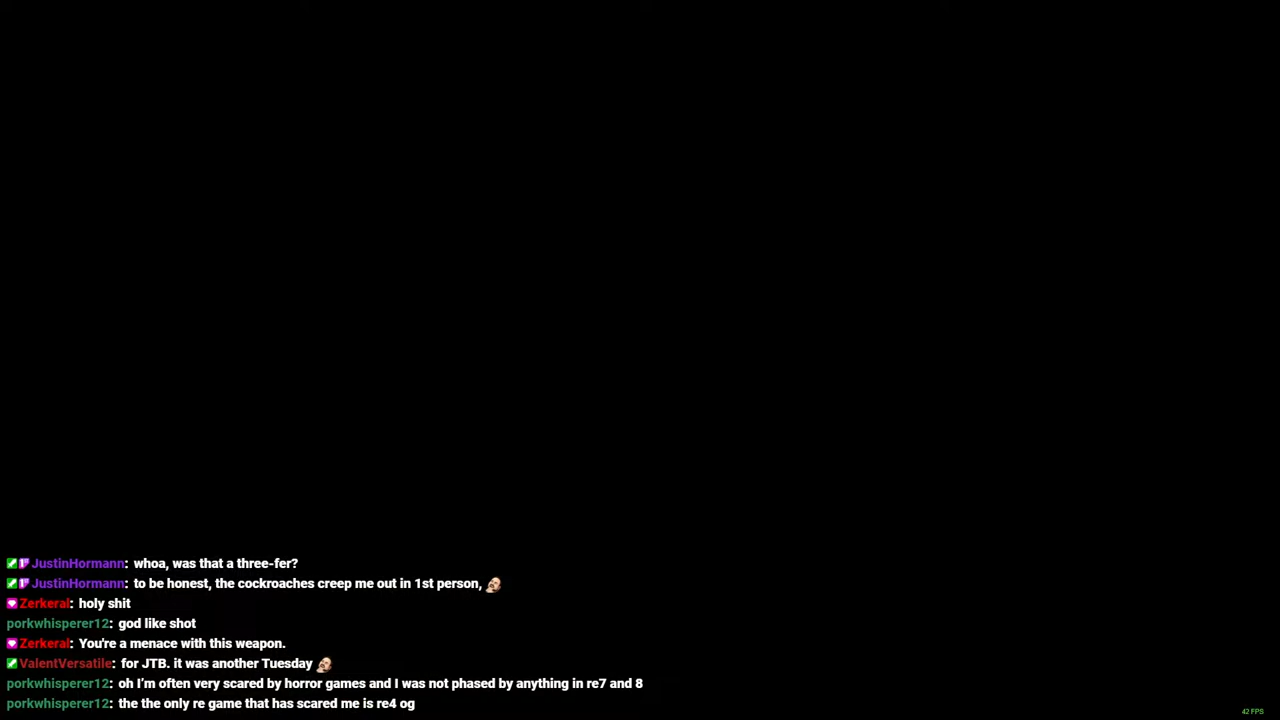 JustinHormann: whoa, was that a three-fer?
JustinHormann: to be honest, the cockroaches creep me out in 1st person,
Zerkeral: holy shit
porkwhisperer12: god like shot
Zerkeral: You're a menace with this weapon.
ValentVersatile: for JTB. it was another Tuesday
porkwhisperer12: oh I’m often very scared by horror games and I was not phased by anything in re7 and 8
porkwhisperer12: the the only re game that has scared me is re4 og
42 FPS